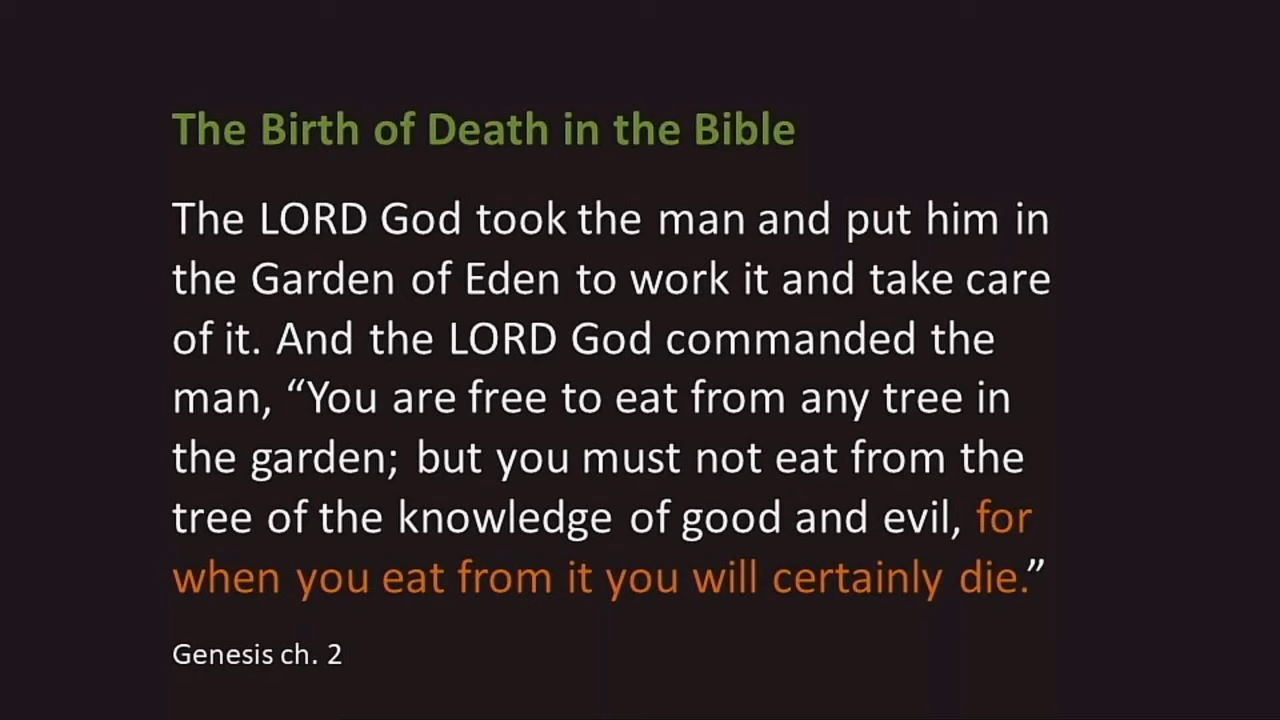 The Birth of Death in the Bible
The LORD God took the man and put him in
the Garden of Eden to work it and take care
of it. And the LORD God commanded the
man, “You are free to eat from any tree in
the garden; but you must not eat from the
tree of the knowledge of good and evil, for
when you eat from it you will certainly die.”
Genesis ch. 2